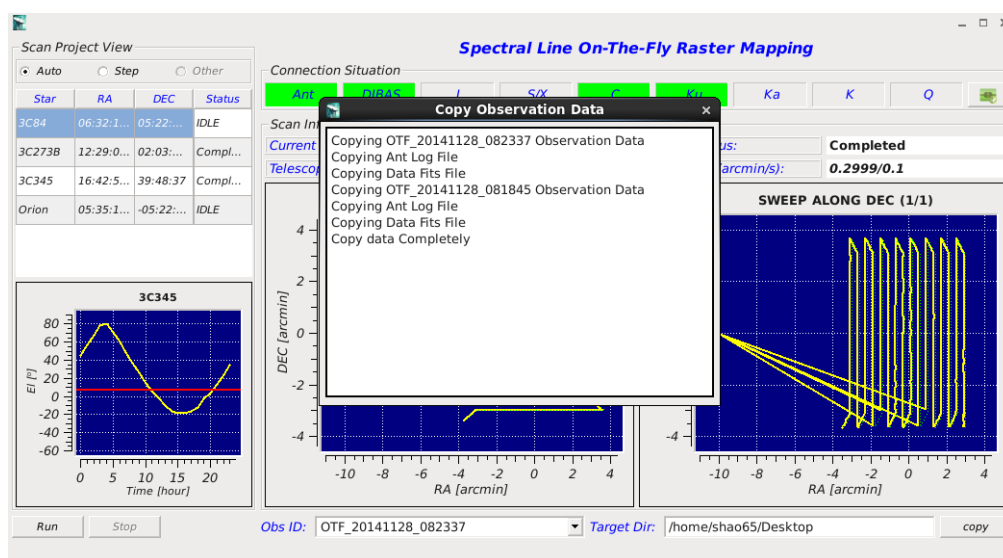 Scan Project View
Spectral Line On-The-Fly Raster Mapping
Auto Step Other
Connection Situation
Star RA DEC Status
Ant DIBAS L S/X C Ku Ka K Q
3C84 06:32:1... 05:22:... IDLE
3C273B 12:29:0... 02:03:... Compl...
3C345 16:42:5... 39:48:37 Compl...
Orion 05:35:1... -05:22:... IDLE
Copy Observation Data
Copying OTF_20141128_082337 Observation Data
Copying Ant Log File
Copying Data Fits File
Copying OTF_20141128_081845 Observation Data
Copying Ant Log File
Copying Data Fits File
Copy data Completely
Scan In
Current us: Completed
Telescop arcmin/s): 0.2999/0.1
3C345
80
60
40
20
0
-20
-40
-60
El [º]
0 5 10 15 20
Time [hour]
4
2
0
-2
-4
DEC [arcmin]
-10 -8 -6 -4 -2 0 2 4
RA [arcmin]
SWEEP ALONG DEC (1/1)
-4
-10 -8 -6 -4 -2 0 2 4
RA [arcmin]
Run Stop
Obs ID: OTF_20141128_082337 Target Dir: /home/shao65/Desktop copy